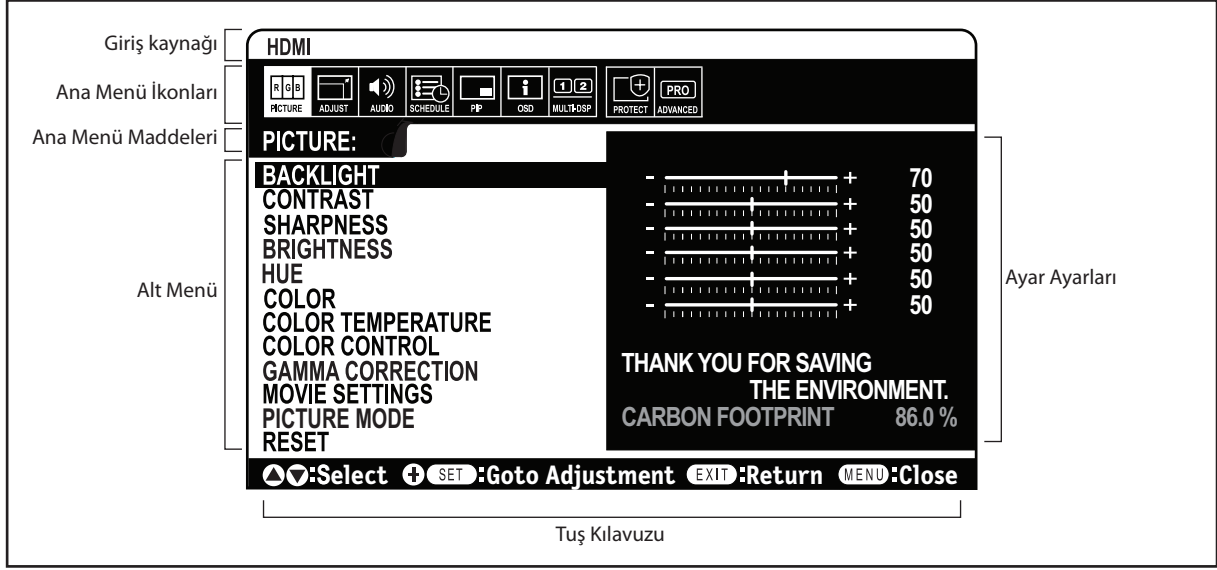 Giriş kaynağı
HDMI
Ana Menü İkonları
R G B
1 2
PRO
PICTURE ADJUST AUDIO SCHEDULE PIP OSD MULTI-DSP PROTECT ADVANCED
Ana Menü Maddeleri
PICTURE:
Alt Menü
BACKLIGHT - + 70
CONTRAST - + 50
SHARPNESS - + 50
BRIGHTNESS - + 50
HUE - + 50
COLOR - + 50
COLOR TEMPERATURE
COLOR CONTROL
GAMMA CORRECTION
MOVIE SETTINGS
PICTURE MODE
RESET
THANK YOU FOR SAVING
THE ENVIRONMENT.
CARBON FOOTPRINT 86.0 %
Ayar Ayarları
:Select + SET :Goto Adjustment EXIT :Return MENU :Close
Tuş Kılavuzu